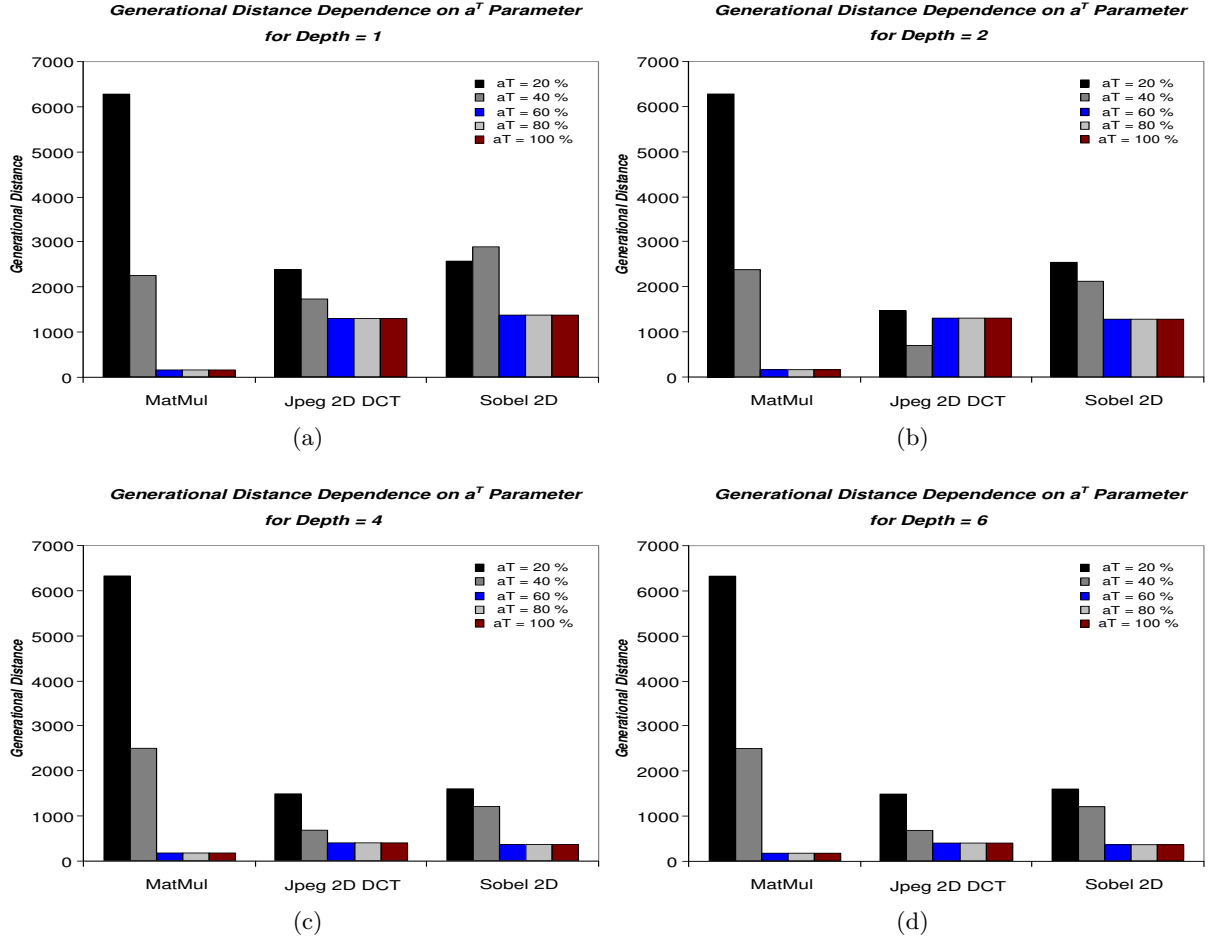 Generational Distance Dependence on aᵀ Parameter
for Depth = 1
7000
6000
5000
4000
3000
2000
1000
0
Generational Distance
aT = 20 %
aT = 40 %
aT = 60 %
aT = 80 %
aT = 100 %
MatMul
Jpeg 2D DCT
Sobel 2D
(a)
Generational Distance Dependence on aᵀ Parameter
for Depth = 2
7000
6000
5000
4000
3000
2000
1000
0
Generational Distance
aT = 20 %
aT = 40 %
aT = 60 %
aT = 80 %
aT = 100 %
MatMul
Jpeg 2D DCT
Sobel 2D
(b)
Generational Distance Dependence on aᵀ Parameter
for Depth = 4
7000
6000
5000
4000
3000
2000
1000
0
Generational Distance
aT = 20 %
aT = 40 %
aT = 60 %
aT = 80 %
aT = 100 %
MatMul
Jpeg 2D DCT
Sobel 2D
(c)
Generational Distance Dependence on aᵀ Parameter
for Depth = 6
7000
6000
5000
4000
3000
2000
1000
0
Generational Distance
aT = 20 %
aT = 40 %
aT = 60 %
aT = 80 %
aT = 100 %
MatMul
Jpeg 2D DCT
Sobel 2D
(d)